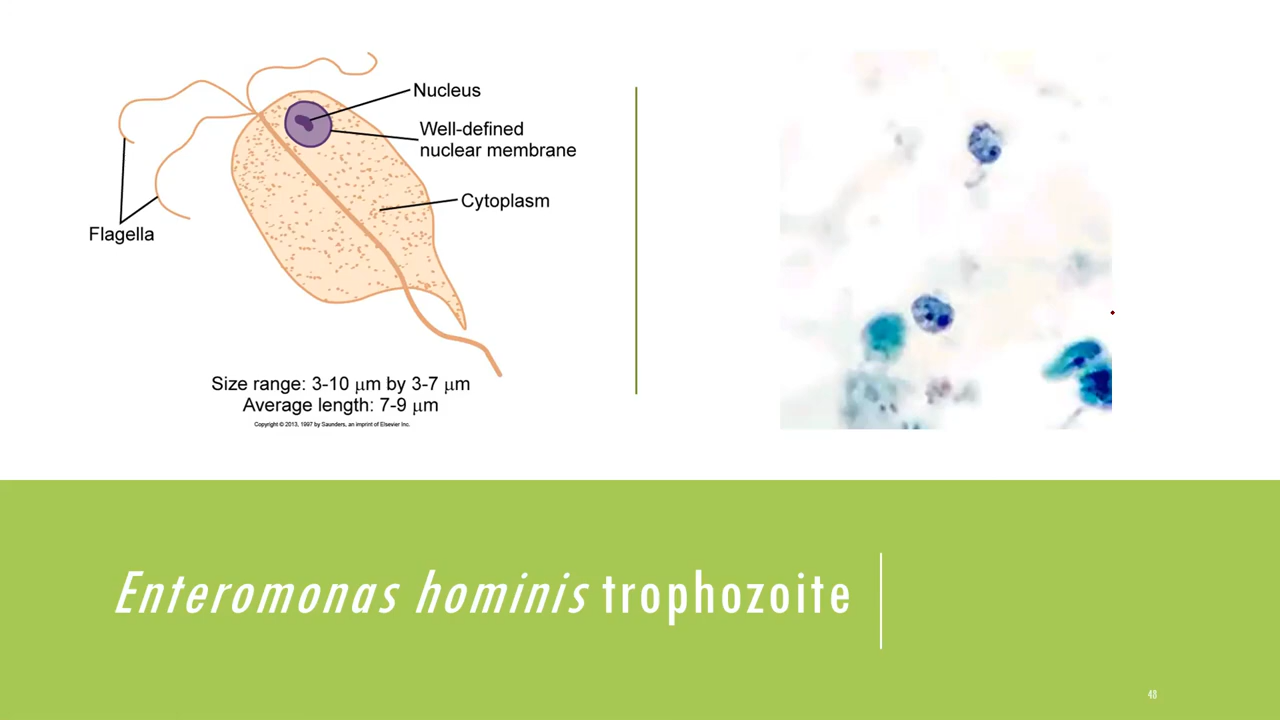 Nucleus
Well-defined
nuclear membrane
Cytoplasm
Flagella
Size range: 3-10 μm by 3-7 μm
Average length: 7-9 μm
Copyright © 2013, 1997 by Saunders, an imprint of Elsevier Inc.
Enteromonas hominis trophozoite
48